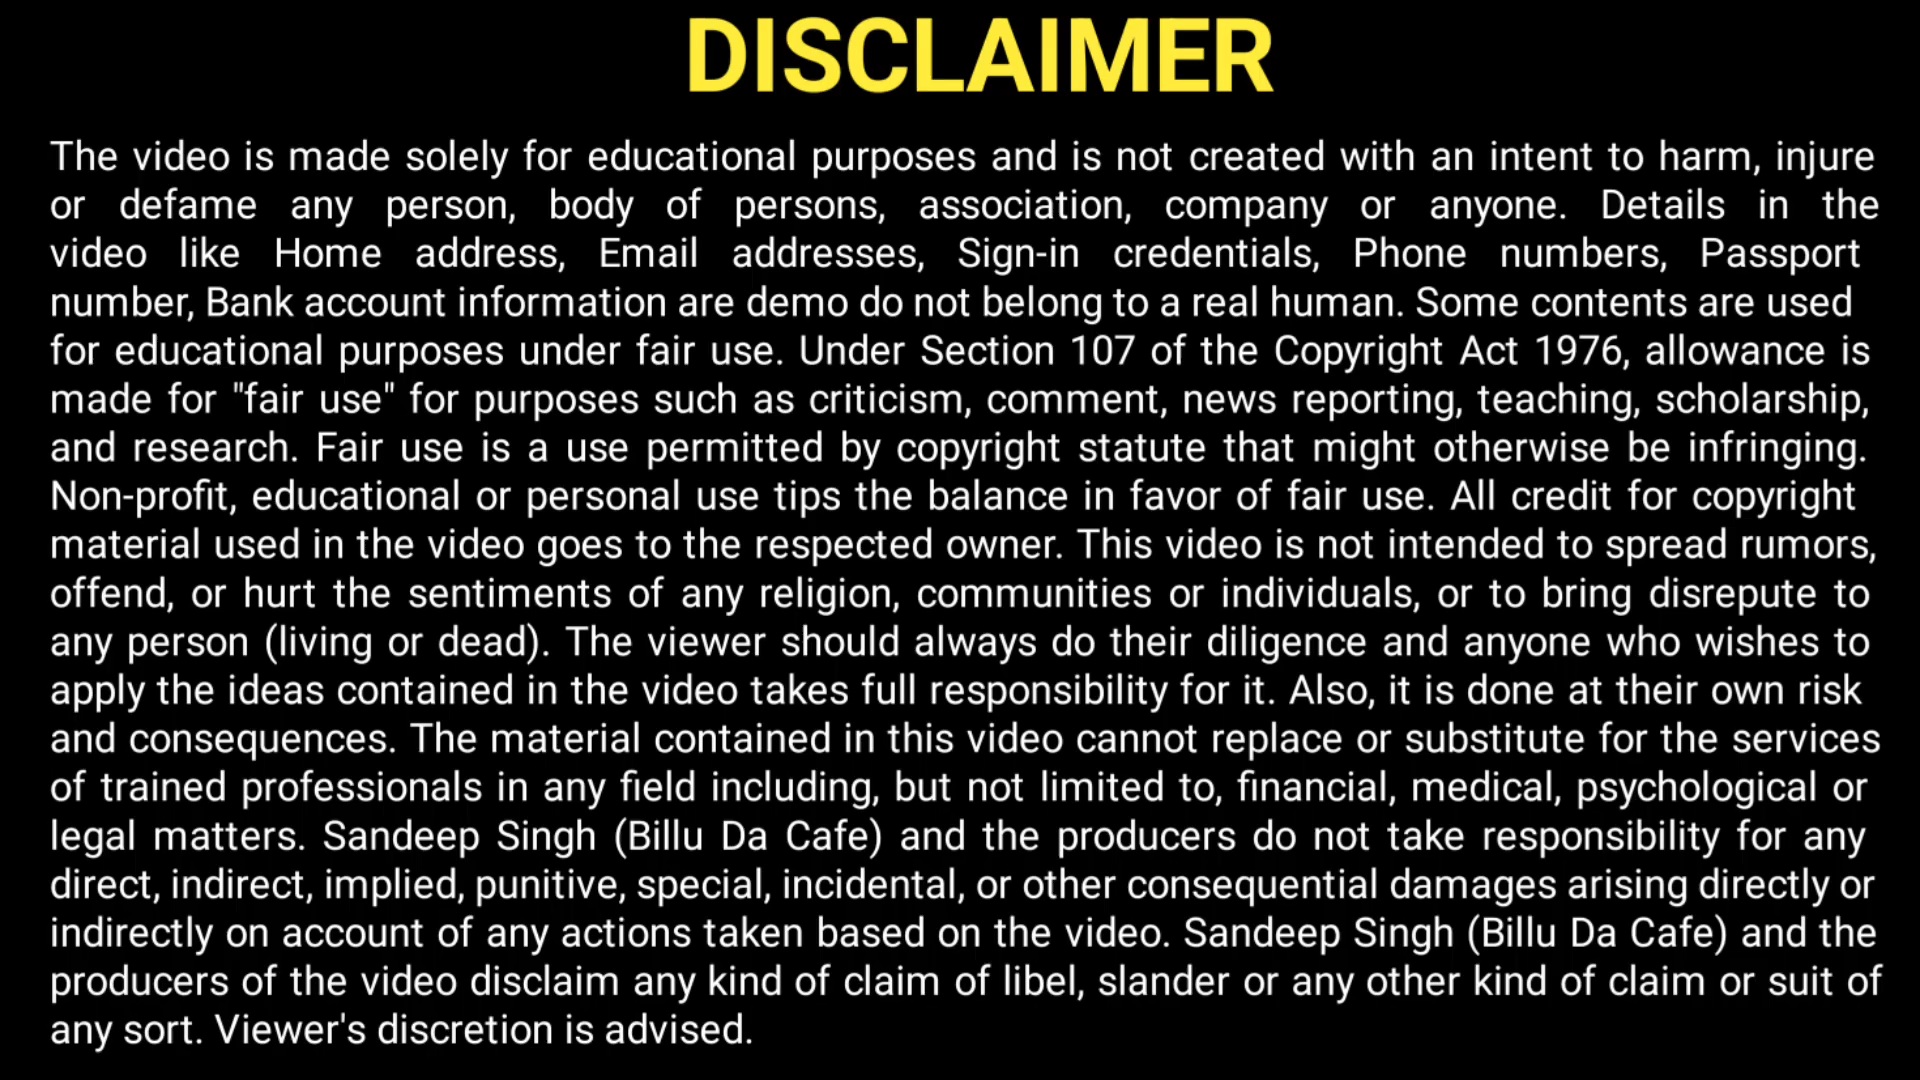 DISCLAIMER
The video is made solely for educational purposes and is not created with an intent to harm, injure
or defame any person, body of persons, association, company or anyone. Details in the
video like Home address, Email addresses, Sign-in credentials, Phone numbers, Passport
number, Bank account information are demo do not belong to a real human. Some contents are used
for educational purposes under fair use. Under Section 107 of the Copyright Act 1976, allowance is
made for "fair use" for purposes such as criticism, comment, news reporting, teaching, scholarship,
and research. Fair use is a use permitted by copyright statute that might otherwise be infringing.
Non-profit, educational or personal use tips the balance in favor of fair use. All credit for copyright
material used in the video goes to the respected owner. This video is not intended to spread rumors,
offend, or hurt the sentiments of any religion, communities or individuals, or to bring disrepute to
any person (living or dead). The viewer should always do their diligence and anyone who wishes to
apply the ideas contained in the video takes full responsibility for it. Also, it is done at their own risk
and consequences. The material contained in this video cannot replace or substitute for the services
of trained professionals in any field including, but not limited to, financial, medical, psychological or
legal matters. Sandeep Singh (Billu Da Cafe) and the producers do not take responsibility for any
direct, indirect, implied, punitive, special, incidental, or other consequential damages arising directly or
indirectly on account of any actions taken based on the video. Sandeep Singh (Billu Da Cafe) and the
producers of the video disclaim any kind of claim of libel, slander or any other kind of claim or suit of
any sort. Viewer's discretion is advised.